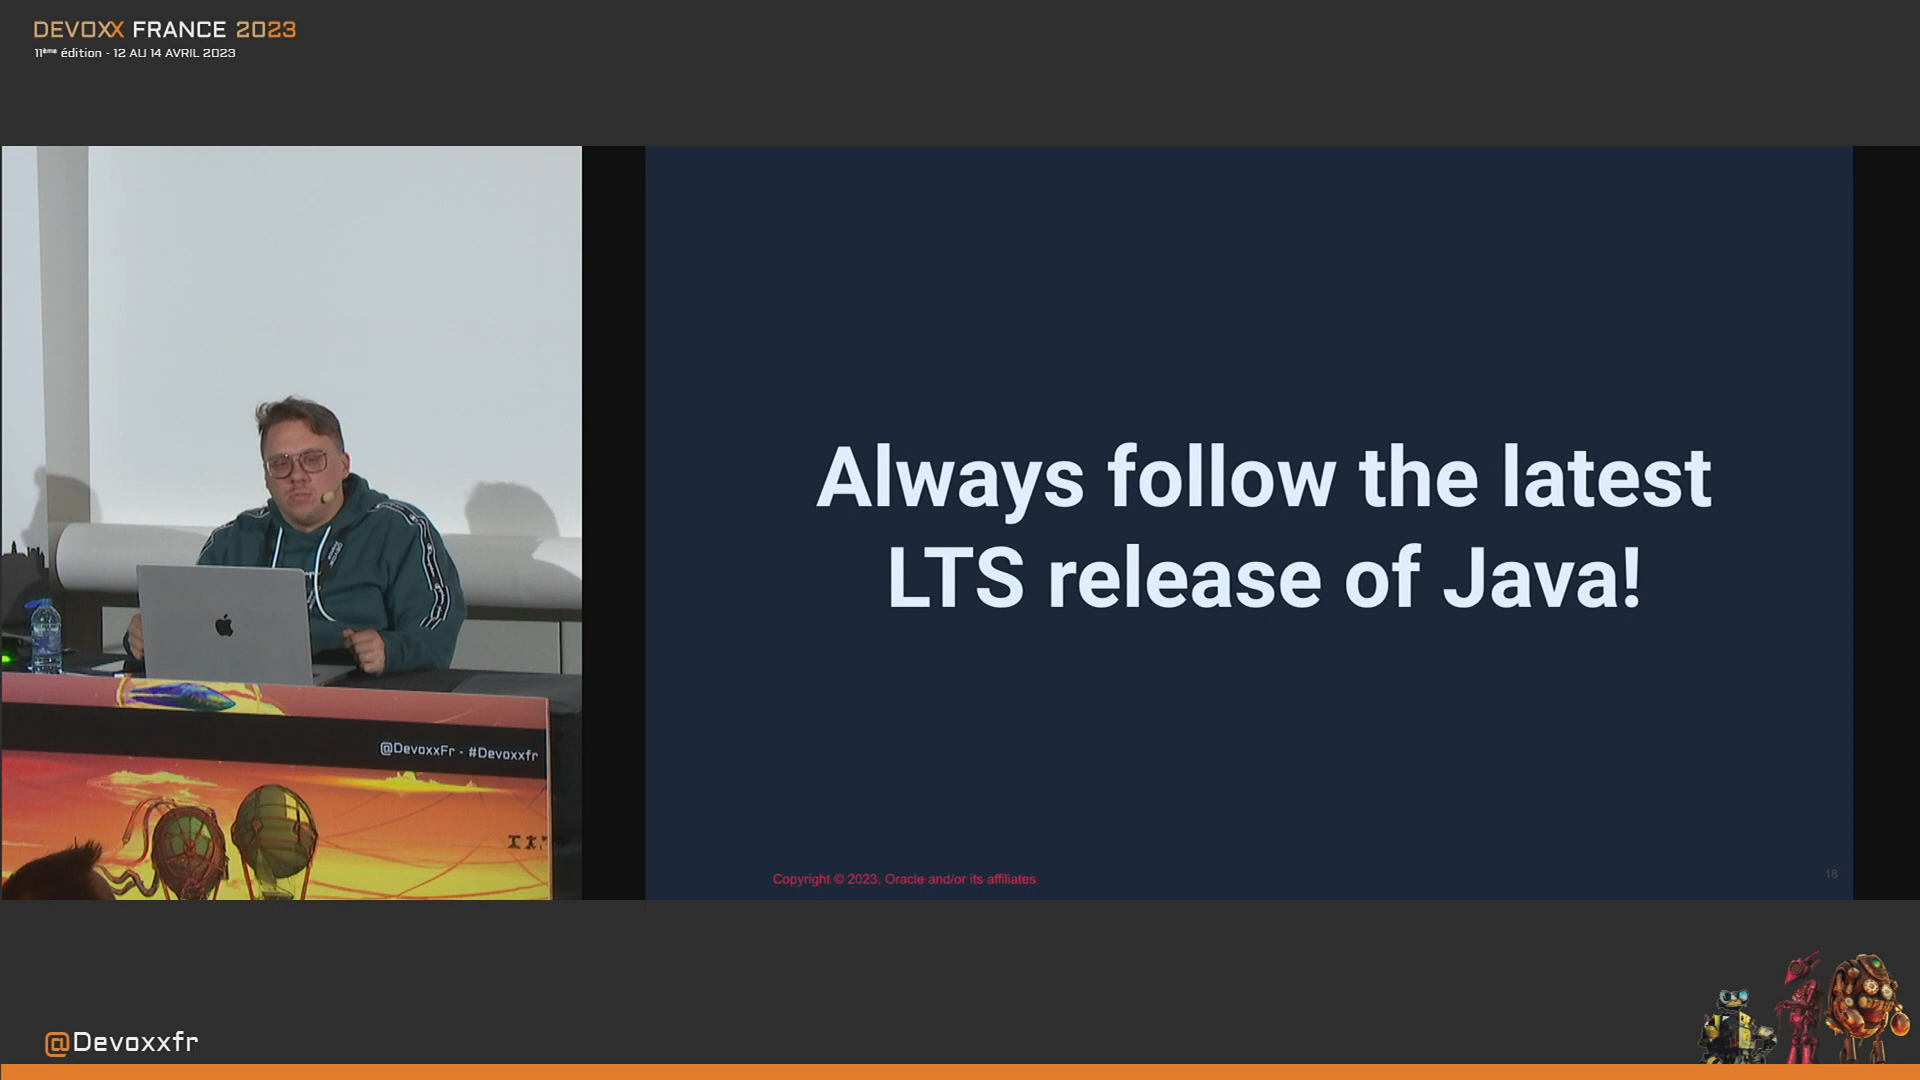 DEVOXX FRANCE 2023
11ème édition - 12 AU 14 AVRIL 2023
Always follow the latest
LTS release of Java!
@DevoxxFr - #Devoxxfr
Copyright © 2023, Oracle and/or its affiliates
18
@Devoxxfr